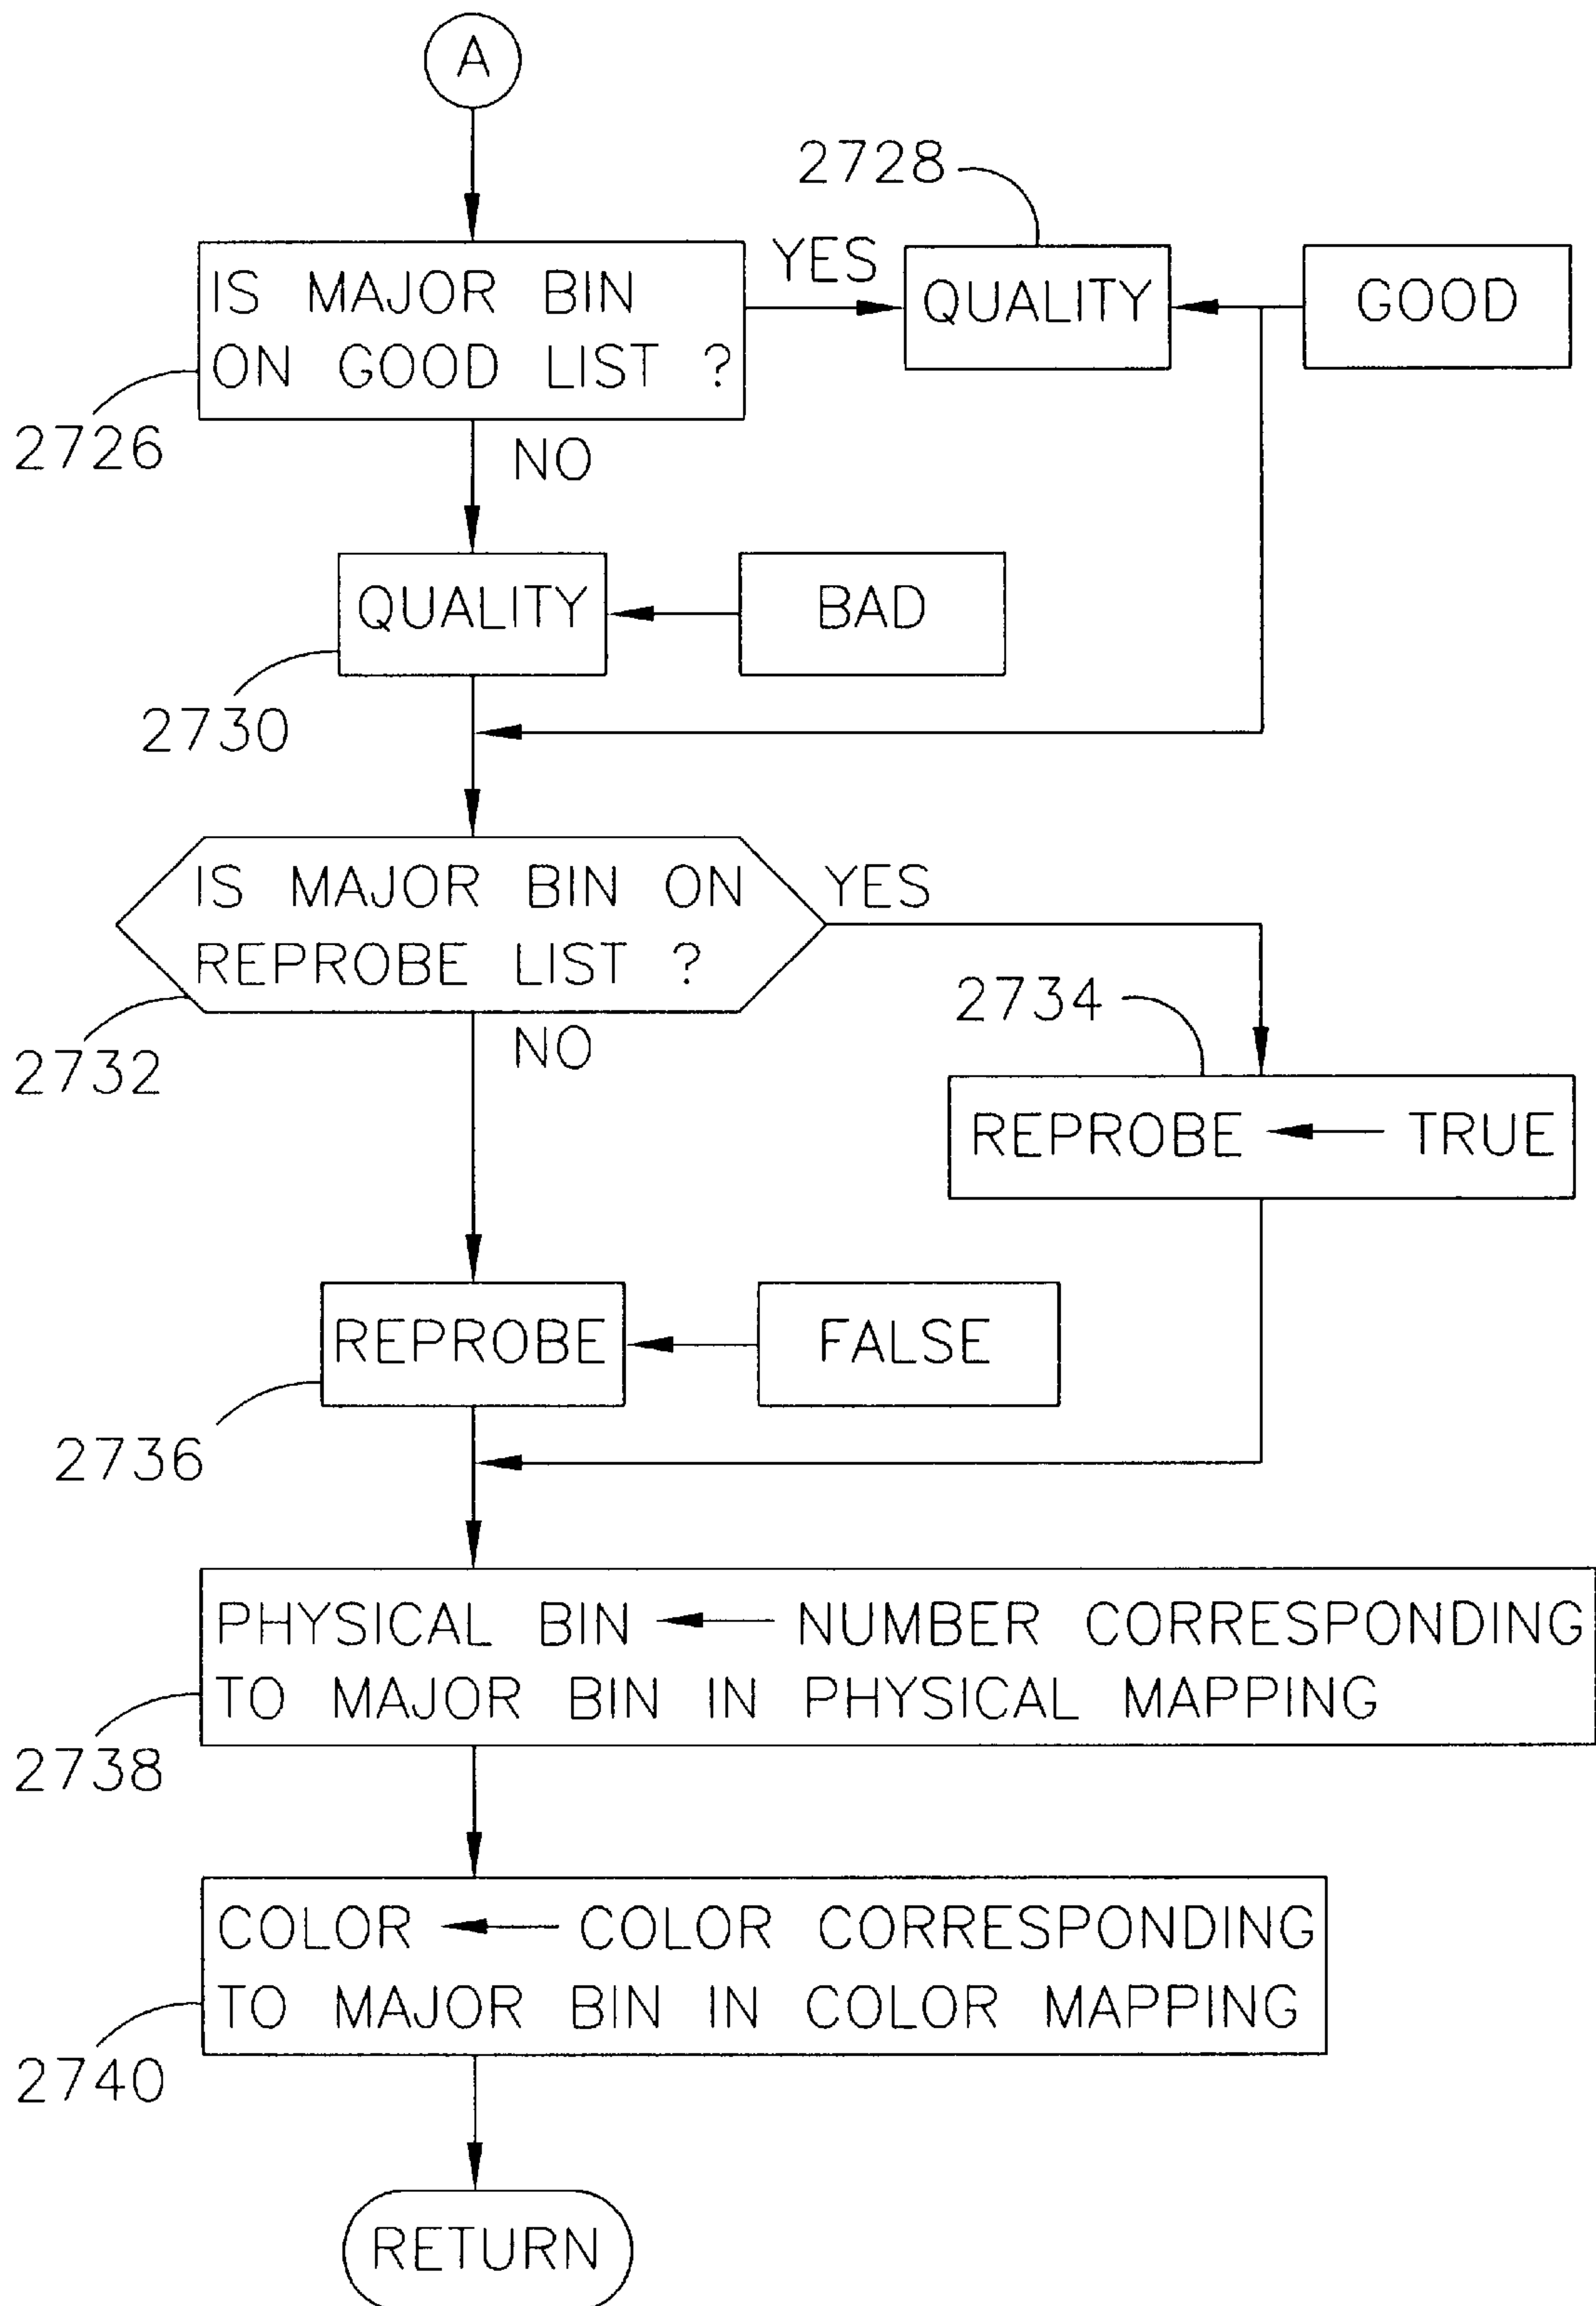 A
2728
IS MAJOR BIN
ON GOOD LIST ?
YES
QUALITY
GOOD
2726
NO
QUALITY
BAD
2730
IS MAJOR BIN ON
REPROBE LIST ?
YES
2732
NO
2734
REPROBE ← TRUE
REPROBE
FALSE
2736
PHYSICAL BIN ← NUMBER CORRESPONDING
TO MAJOR BIN IN PHYSICAL MAPPING
2738
COLOR ← COLOR CORRESPONDING
TO MAJOR BIN IN COLOR MAPPING
2740
RETURN